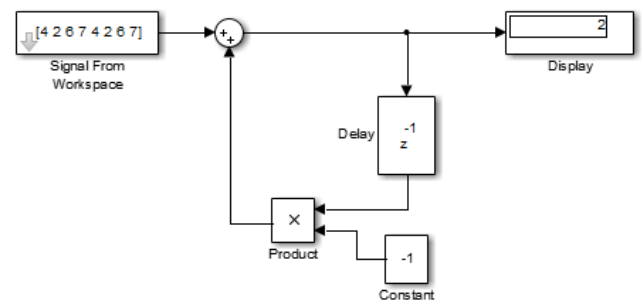 [4 2 6 7 4 2 6 7]
Signal From
Workspace
+
+
2
Display
Delay
-1
z
×
Product
-1
Constant